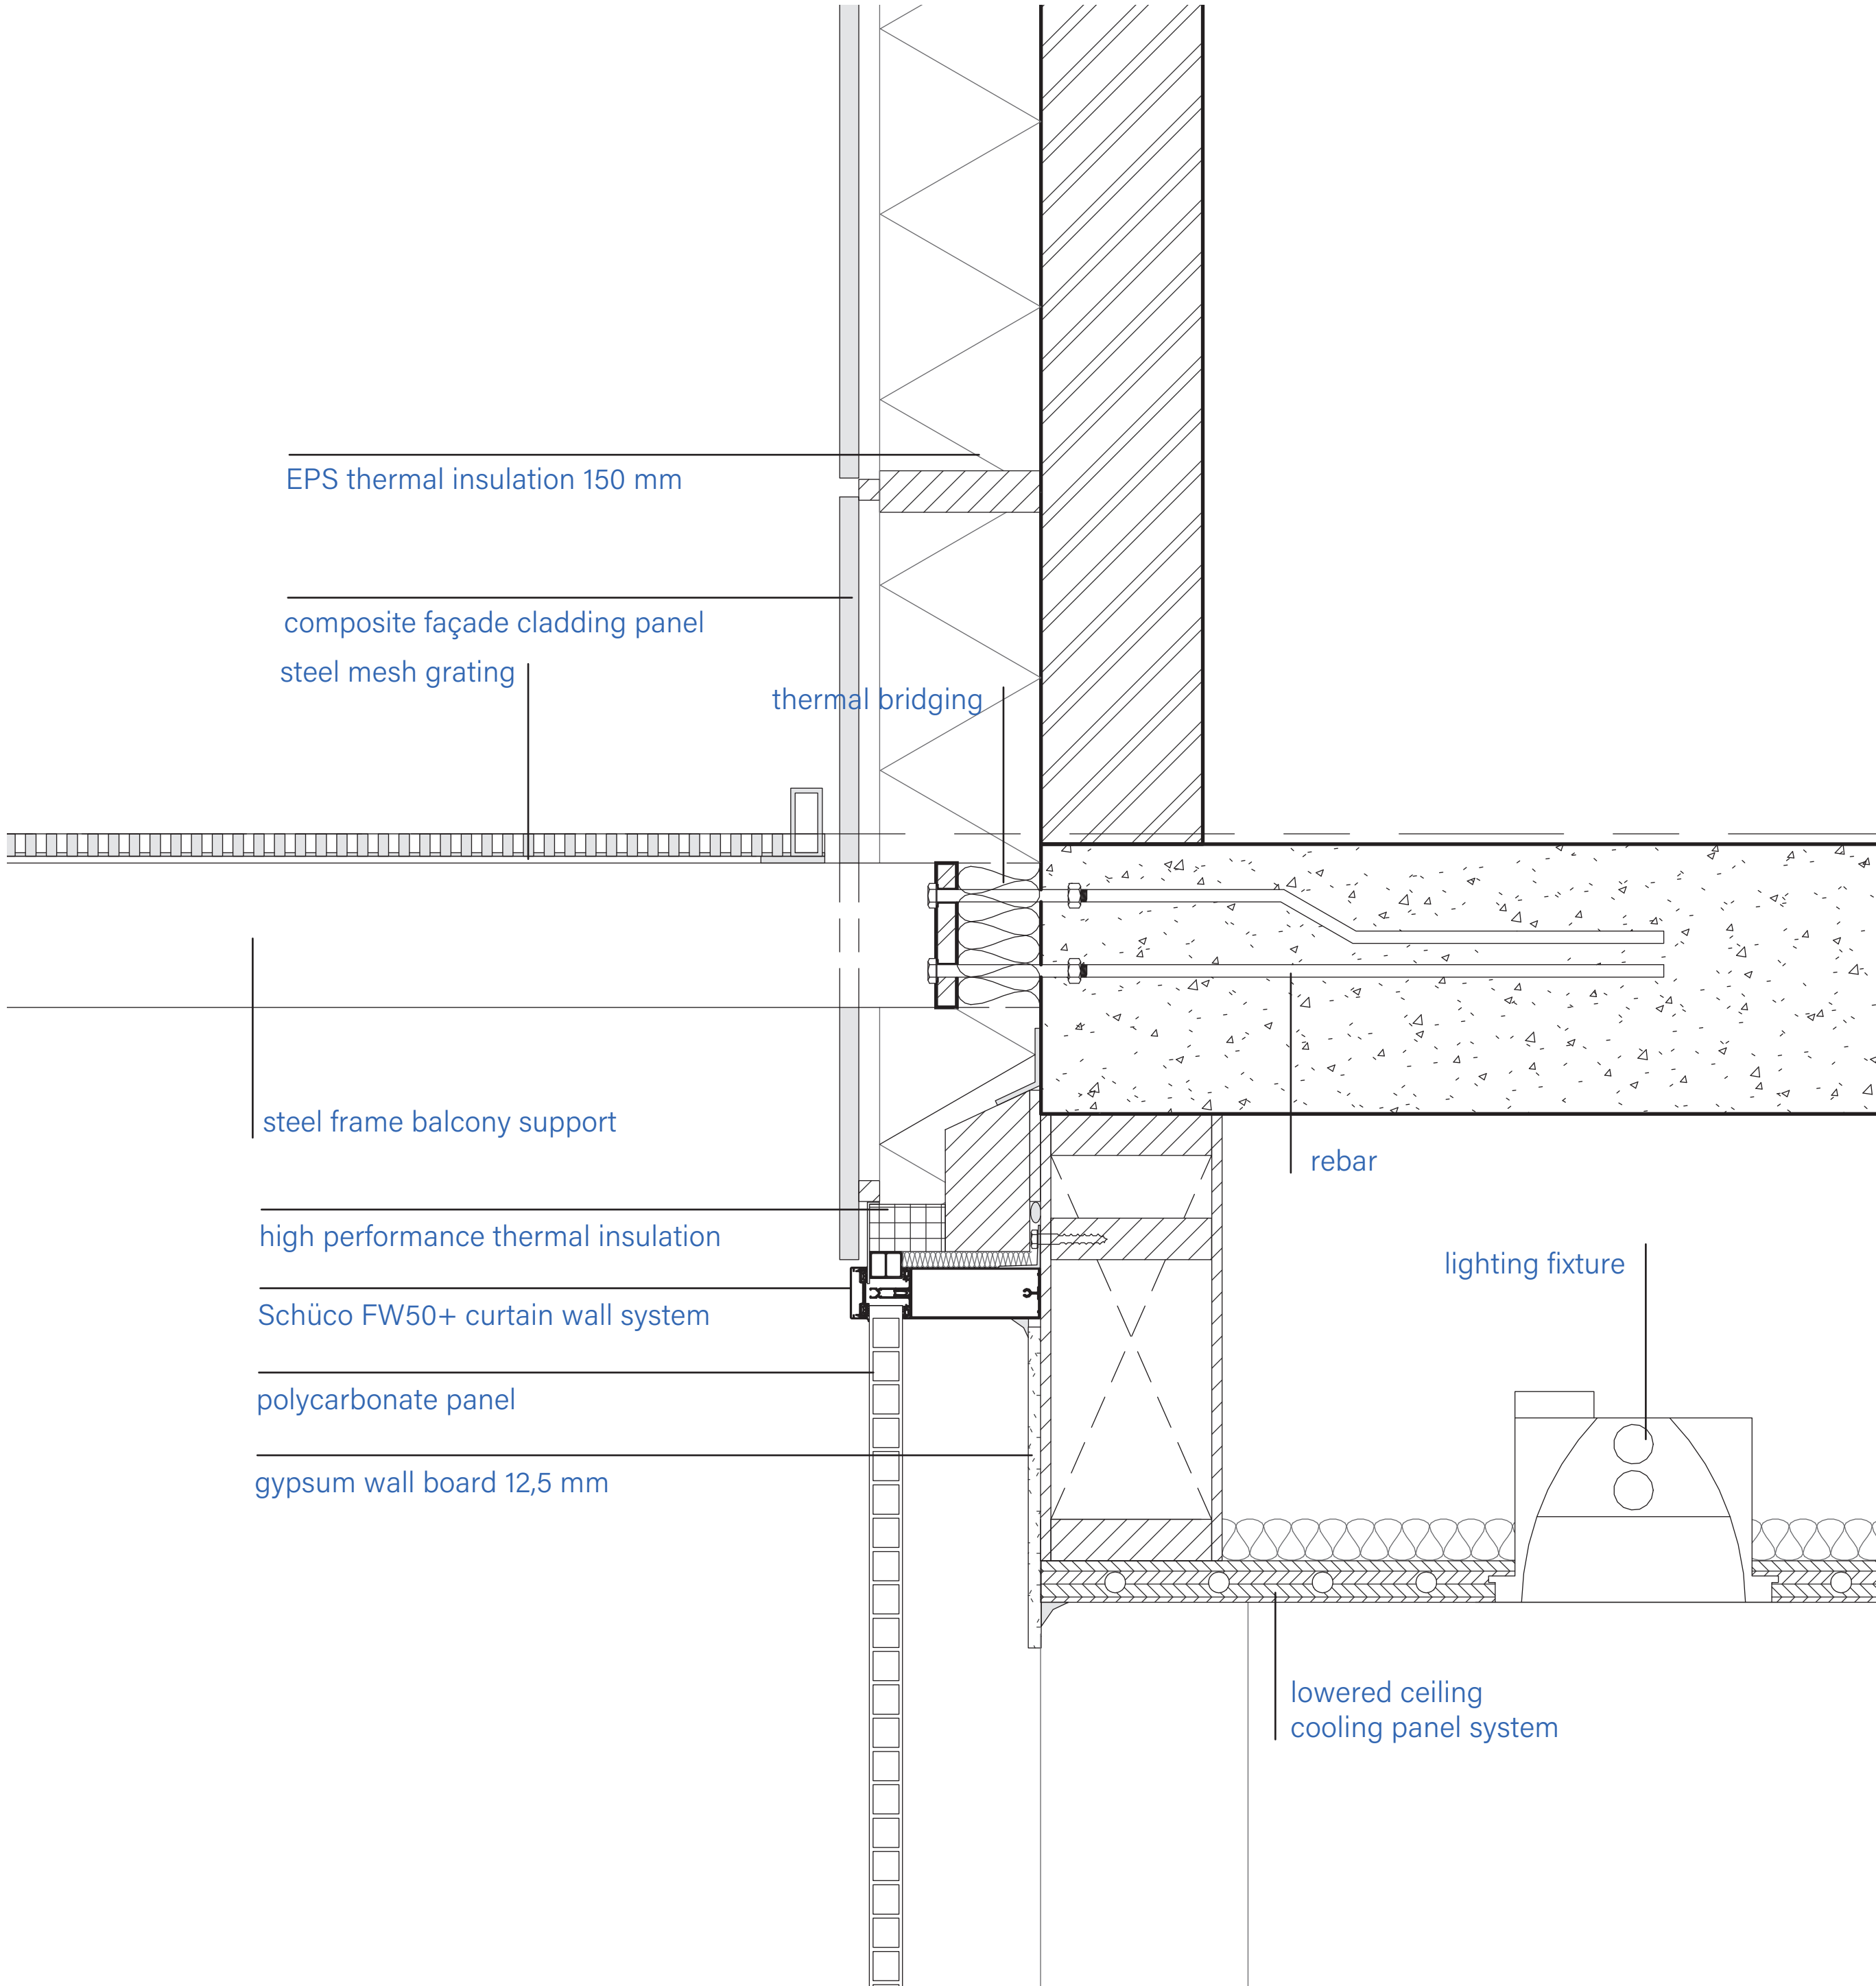 EPS thermal insulation 150 mm
composite façade cladding panel
steel mesh grating
thermal bridging
steel frame balcony support
rebar
high performance thermal insulation
lighting fixture
Schüco FW50+ curtain wall system
polycarbonate panel
gypsum wall board 12,5 mm
lowered ceiling
cooling panel system